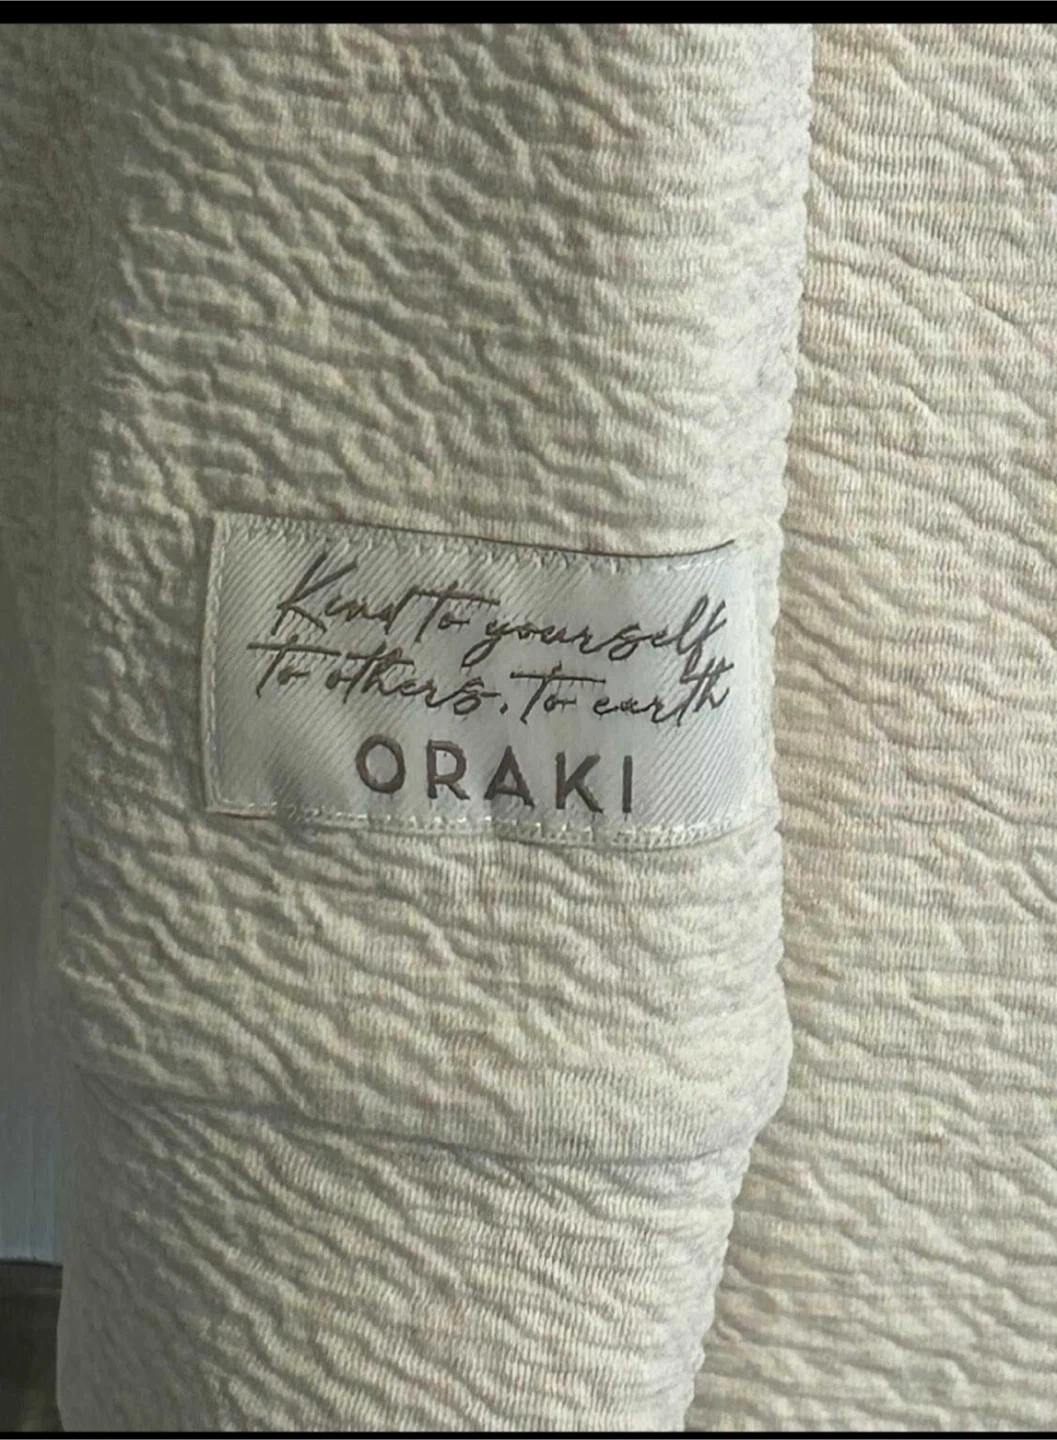 Kind to yourself
to others, to earth
ORAKI